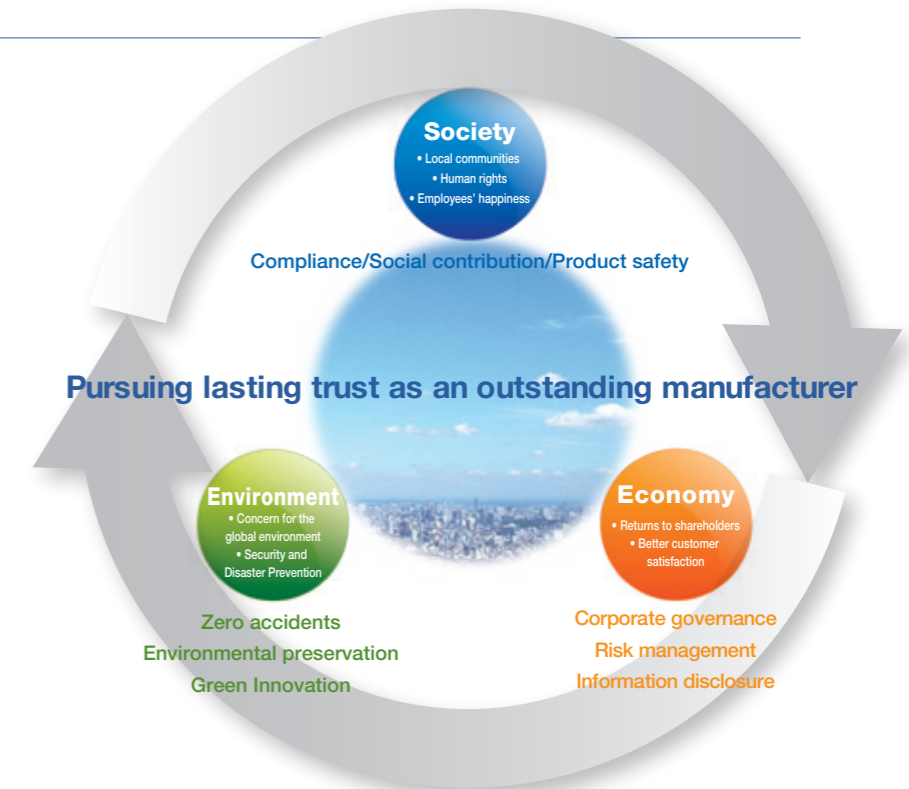 Society
• Local communities
• Human rights
• Employees' happiness
Compliance/Social contribution/Product safety
Pursuing lasting trust as an outstanding manufacturer
Environment
• Concern for the
global environment
• Security and
Disaster Prevention
Zero accidents
Environmental preservation
Green Innovation
Economy
• Returns to shareholders
• Better customer
satisfaction
Corporate governance
Risk management
Information disclosure